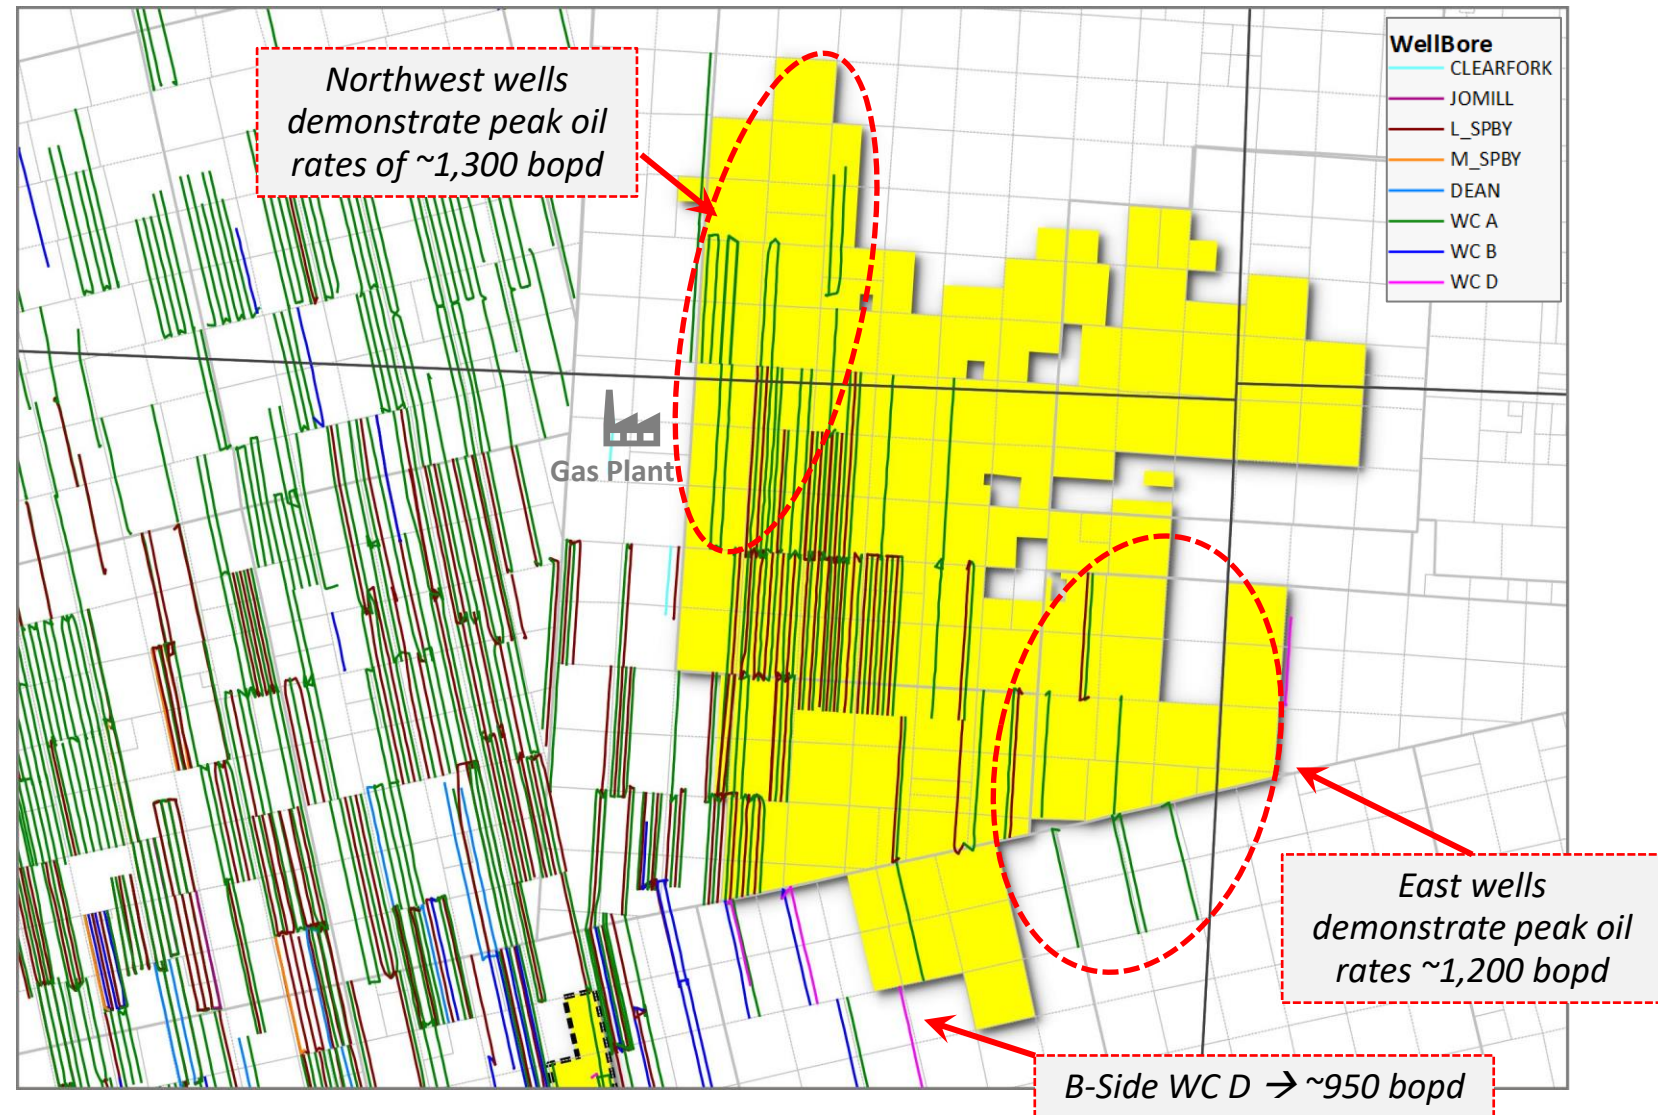 Northwest wells
demonstrate peak oil
rates of ~1,300 bopd
WellBore
CLEARFORK
JOMILL
L_SPBY
M_SPBY
DEAN
WC A
WC B
WC D
Gas Plant
East wells
demonstrate peak oil
rates ~1,200 bopd
B-Side WC D → ~950 bopd